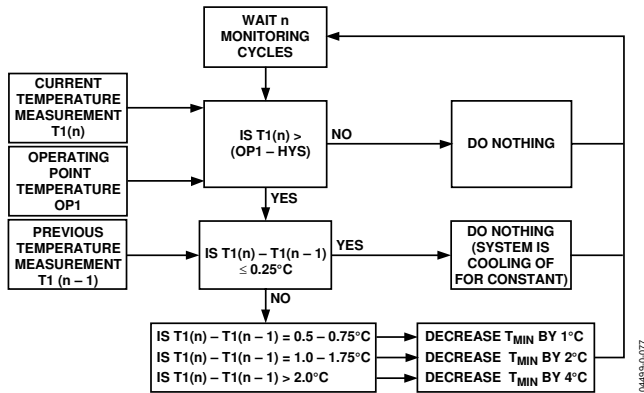 WAIT n
MONITORING
CYCLES
CURRENT
TEMPERATURE
MEASUREMENT
T1(n)
IS T1(n) >
(OP1 – HYS)
NO
DO NOTHING
OPERATING
POINT
TEMPERATURE
OP1
YES
PREVIOUS
TEMPERATURE
MEASUREMENT
T1 (n – 1)
IS T1(n) – T1(n – 1)
≤ 0.25°C
YES
DO NOTHING
(SYSTEM IS
COOLING OF
FOR CONSTANT)
NO
IS T1(n) – T1(n – 1) = 0.5 – 0.75°C
DECREASE TMIN BY 1°C
IS T1(n) – T1(n – 1) = 1.0 – 1.75°C
DECREASE TMIN BY 2°C
IS T1(n) – T1(n – 1) > 2.0°C
DECREASE TMIN BY 4°C
04499-0-077